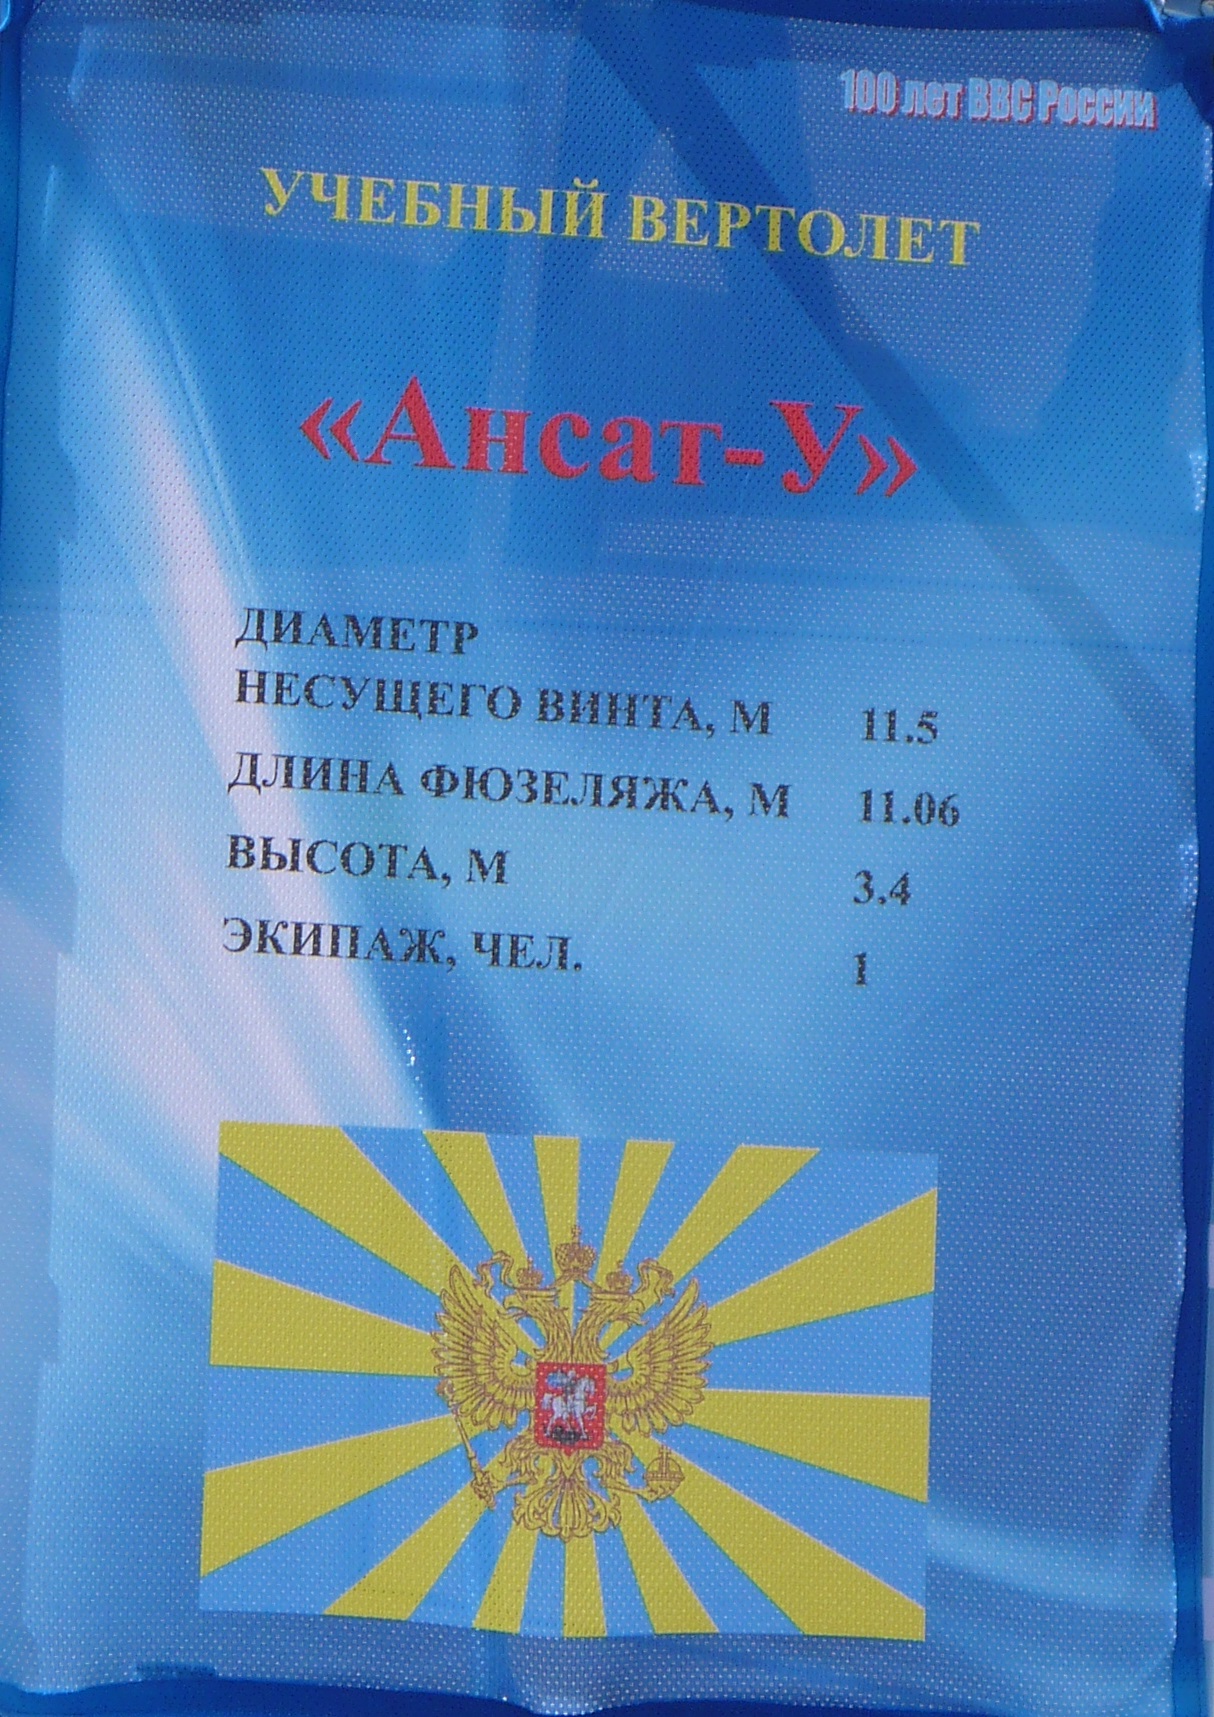 100 лет ВВС России
УЧЕБНЫЙ ВЕРТОЛЕТ
«Ансат-У»
ДИАМЕТР
НЕСУЩЕГО ВИНТА, М 11.5
ДЛИНА ФЮЗЕЛЯЖА, М 11.06
ВЫСОТА, М 3.4
ЭКИПАЖ, ЧЕЛ. 1